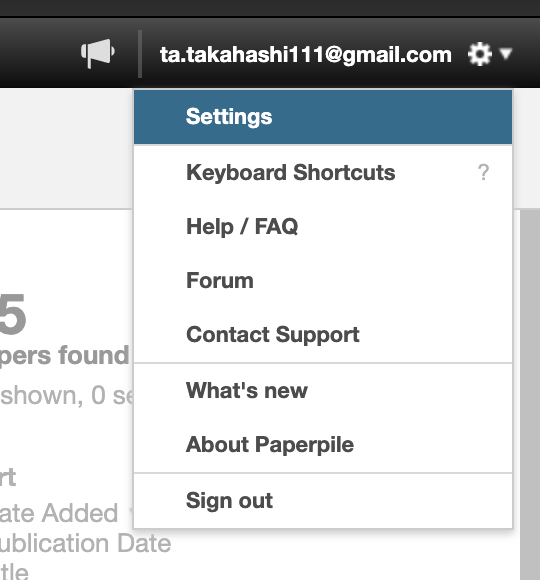 ta.takahashi111@gmail.com
Settings
Keyboard Shortcuts ?
Help / FAQ
Forum
Contact Support
What's new
About Paperpile
Sign out
5
pers found
shown, 0 se
rt
ate Added
ublication Date
tle